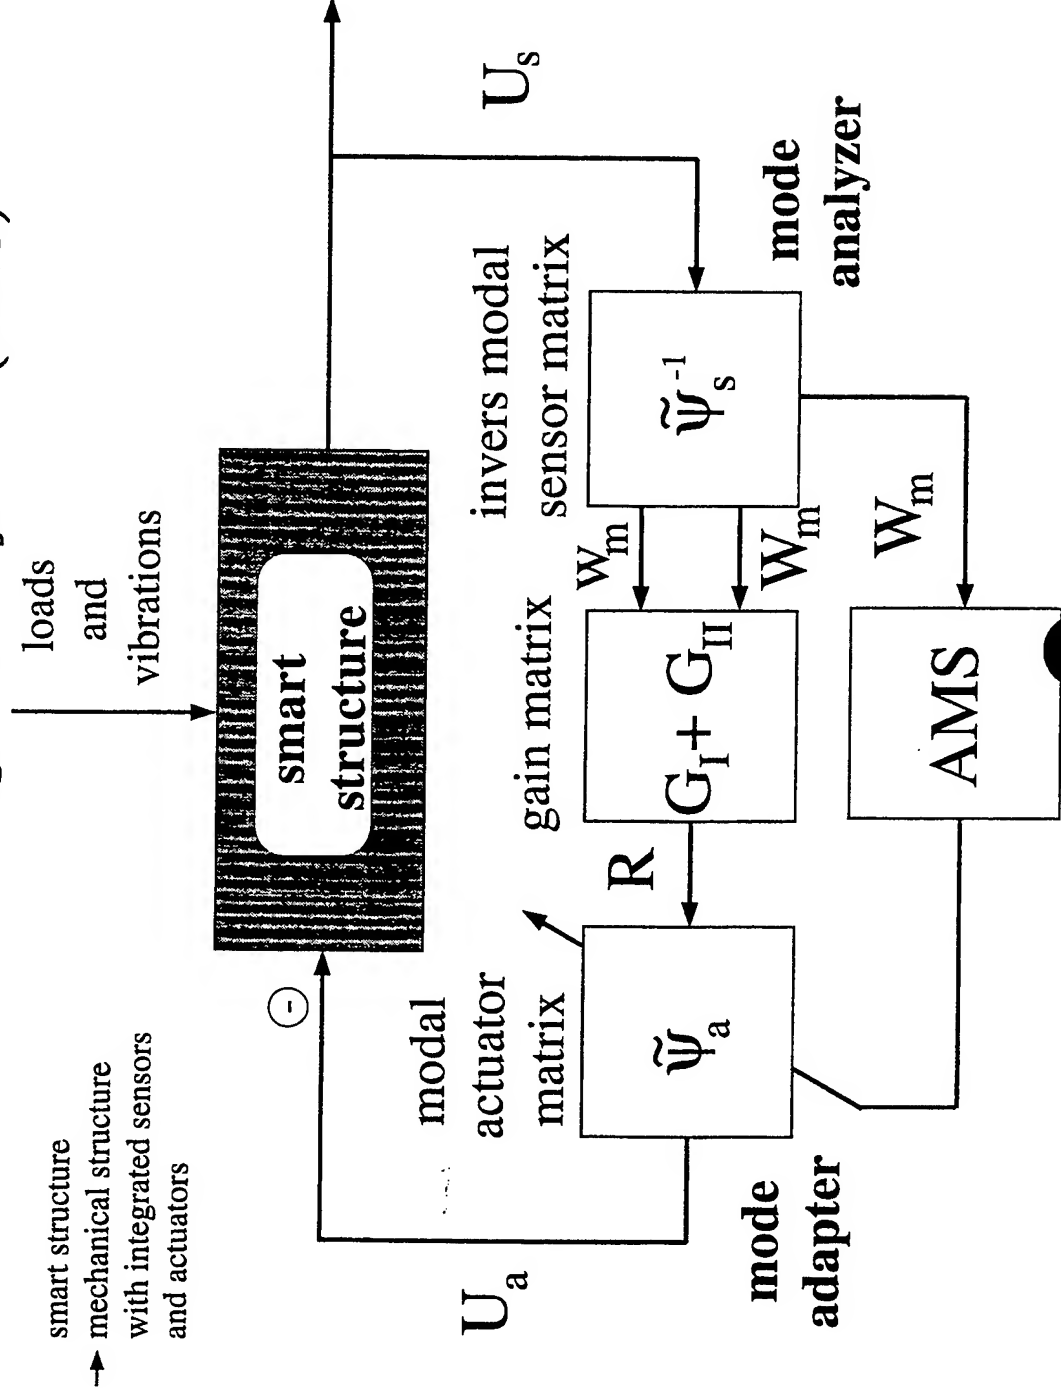 smart structure
→ mechanical structure
with integrated sensors
and actuators
loads
and
vibrations
smart
structure
-
U_a
U_s
modal
actuator
matrix
gain matrix
invers modal
sensor matrix
R
w_m
W_m
ψ̃_a
G_I + G_II
ψ̃_s^-1
mode
adapter
mode
analyzer
W_m
AMS